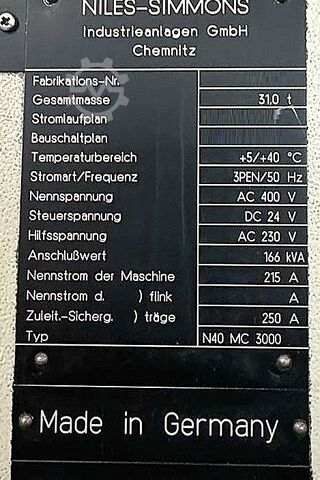 NILES-SIMMONS
Industrieanlagen GmbH
Chemnitz
Fabrikations-Nr.
Gesamtmasse 31,0 t
Stromlaufplan
Bauschaltplan
Temperaturbereich +5/+40 °C
Stromart/Frequenz 3PEN/50 Hz
Nennspannung AC 400 V
Steuerspannung DC 24 V
Hilfsspannung AC 230 V
Anschlußwert 166 kVA
Nennstrom der Maschine 215 A
Nennstrom d. ) flink A
Zuleit.-Sicherg. ) träge 250 A
Typ N40 MC 3000
Made in Germany